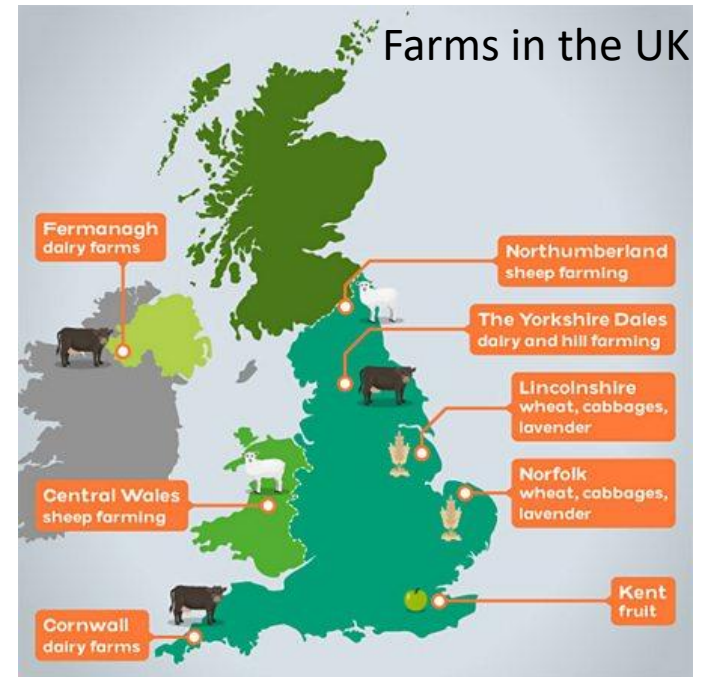 Farms in the UK
Fermanagh
dairy farms
Northumberland
sheep farming
The Yorkshire Dales
dairy and hill farming
Lincolnshire
wheat, cabbages,
lavender
Norfolk
wheat, cabbages,
lavender
Central Wales
sheep farming
Kent
fruit
Cornwall
dairy farms